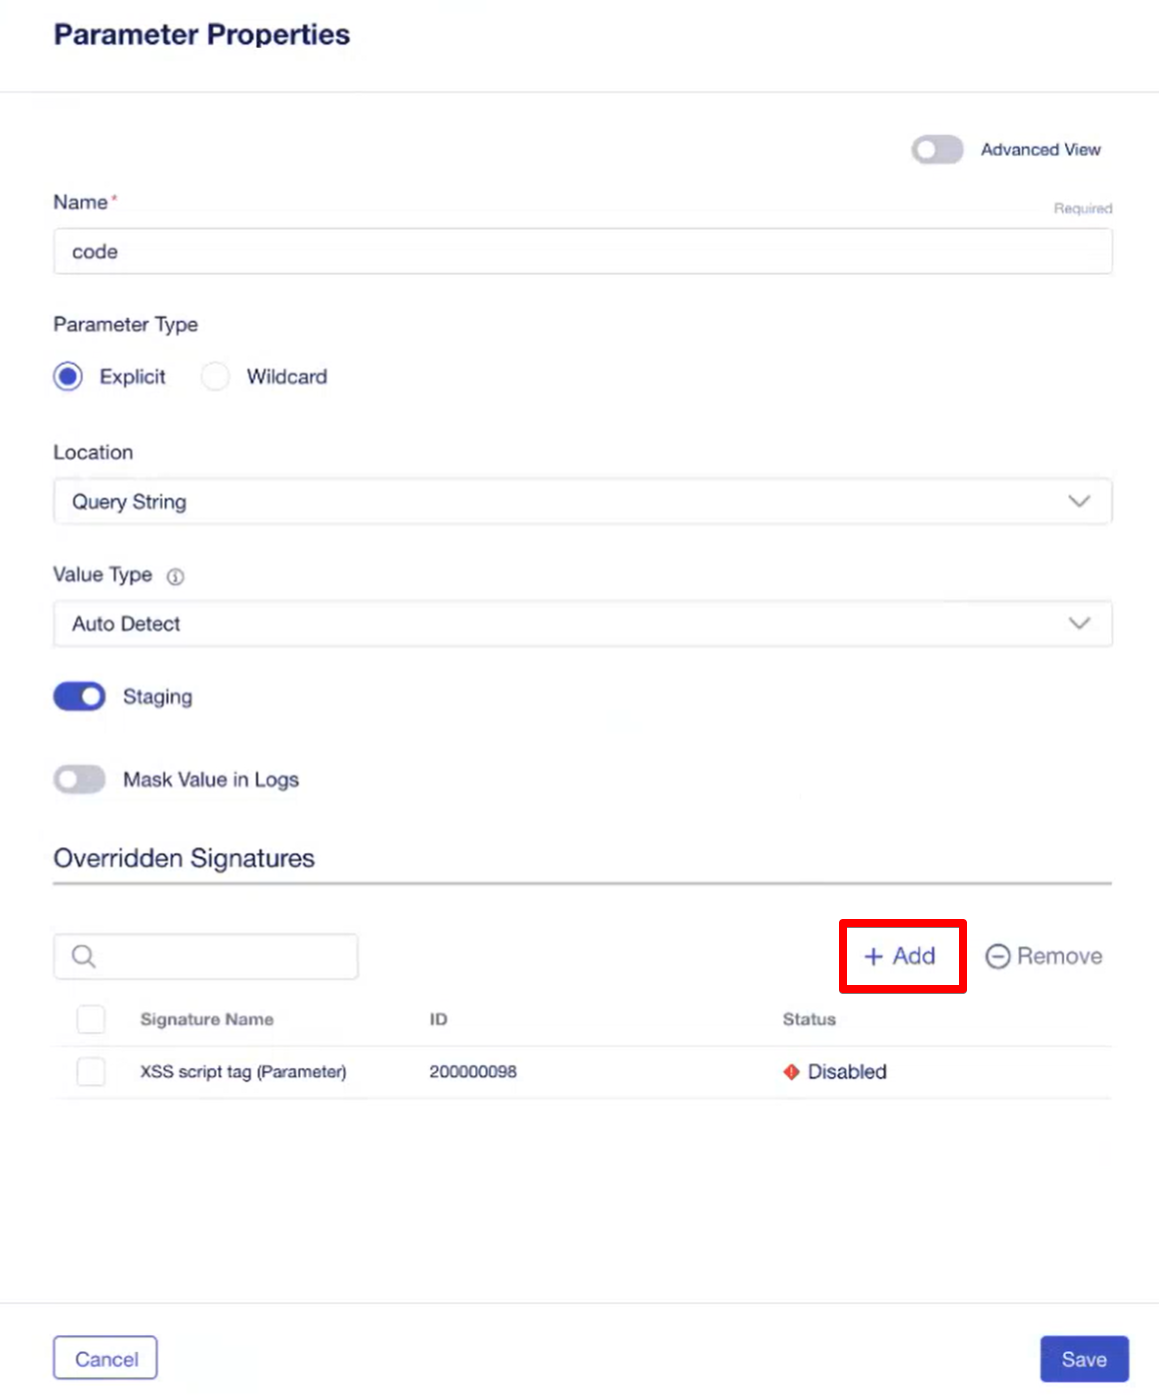 Parameter Properties
Advanced View
Name*
Required
code
Parameter Type
Explicit Wildcard
Location
Query String
Value Type
Auto Detect
Staging
Mask Value in Logs
Overridden Signatures
+ Add Remove
Signature Name ID Status
XSS script tag (Parameter) 200000098 Disabled
Cancel Save